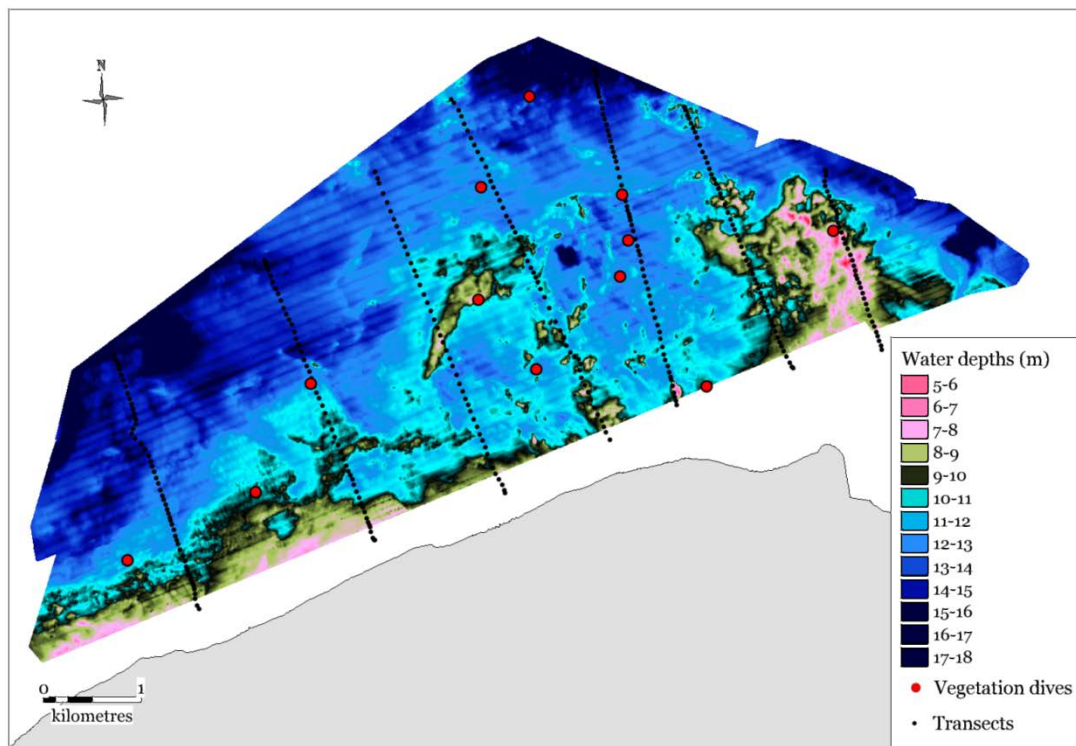 N
Water depths (m)
5-6
6-7
7-8
8-9
9-10
10-11
11-12
12-13
13-14
14-15
15-16
16-17
17-18
Vegetation dives
Transects
0 1
kilometres